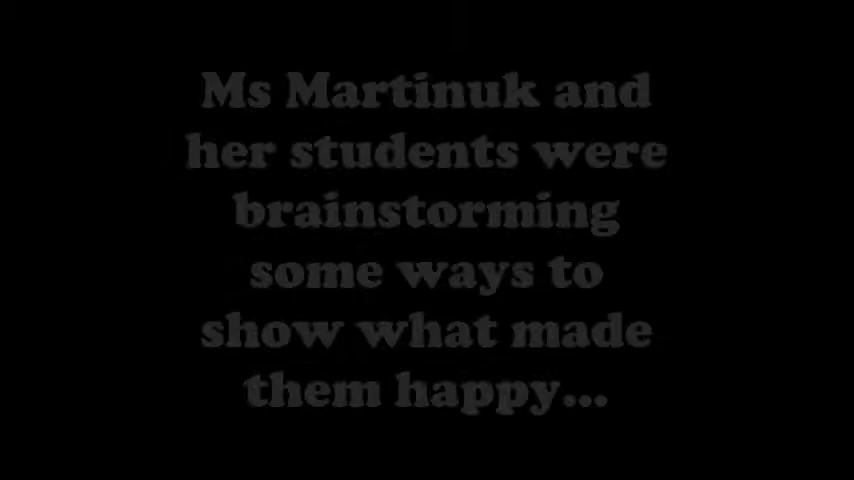 Ms Martinuk and
her students were
brainstorming
some ways to
show what made
them happy...